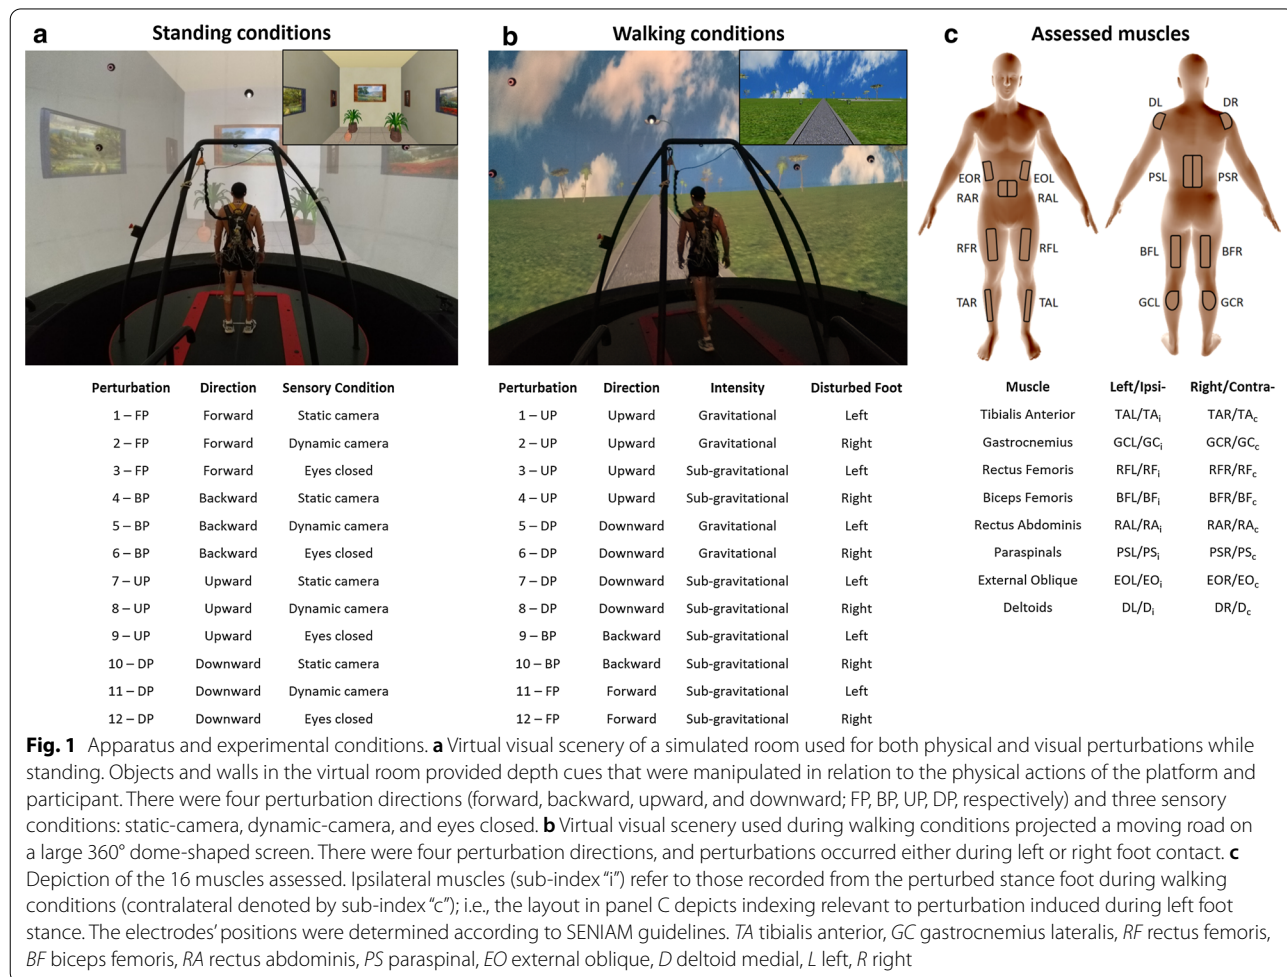 a Standing conditions
b Walking conditions
c Assessed muscles
DL DR
EOR EOL
PSL PSR
RAR RAL
RFR RFL
BFL BFR
TAR TAL
GCL GCR
Perturbation Direction Sensory Condition
1 – FP Forward Static camera
2 – FP Forward Dynamic camera
3 – FP Forward Eyes closed
4 – BP Backward Static camera
5 – BP Backward Dynamic camera
6 – BP Backward Eyes closed
7 – UP Upward Static camera
8 – UP Upward Dynamic camera
9 – UP Upward Eyes closed
10 – DP Downward Static camera
11 – DP Downward Dynamic camera
12 – DP Downward Eyes closed
Perturbation Direction Intensity Disturbed Foot
1 – UP Upward Gravitational Left
2 – UP Upward Gravitational Right
3 – UP Upward Sub-gravitational Left
4 – UP Upward Sub-gravitational Right
5 – DP Downward Gravitational Left
6 – DP Downward Gravitational Right
7 – DP Downward Sub-gravitational Left
8 – DP Downward Sub-gravitational Right
9 – BP Backward Sub-gravitational Left
10 – BP Backward Sub-gravitational Right
11 – FP Forward Sub-gravitational Left
12 – FP Forward Sub-gravitational Right
Muscle Left/Ipsi- Right/Contra-
Tibialis Anterior TAL/TAi TAR/TAc
Gastrocnemius GCL/GCi GCR/GCc
Rectus Femoris RFL/RFi RFR/RFc
Biceps Femoris BFL/BFi BFR/BFc
Rectus Abdominis RAL/RAi RAR/RAc
Paraspinals PSL/PSi PSR/PSc
External Oblique EOL/EOi EOR/EOc
Deltoids DL/Di DR/Dc
Fig. 1 Apparatus and experimental conditions. a Virtual visual scenery of a simulated room used for both physical and visual perturbations while
standing. Objects and walls in the virtual room provided depth cues that were manipulated in relation to the physical actions of the platform and
participant. There were four perturbation directions (forward, backward, upward, and downward; FP, BP, UP, DP, respectively) and three sensory
conditions: static-camera, dynamic-camera, and eyes closed. b Virtual visual scenery used during walking conditions projected a moving road on
a large 360° dome-shaped screen. There were four perturbation directions, and perturbations occurred either during left or right foot contact. c
Depiction of the 16 muscles assessed. Ipsilateral muscles (sub-index “i”) refer to those recorded from the perturbed stance foot during walking
conditions (contralateral denoted by sub-index “c”); i.e., the layout in panel C depicts indexing relevant to perturbation induced during left foot
stance. The electrodes’ positions were determined according to SENIAM guidelines. TA tibialis anterior, GC gastrocnemius lateralis, RF rectus femoris,
BF biceps femoris, RA rectus abdominis, PS paraspinal, EO external oblique, D deltoid medial, L left, R right